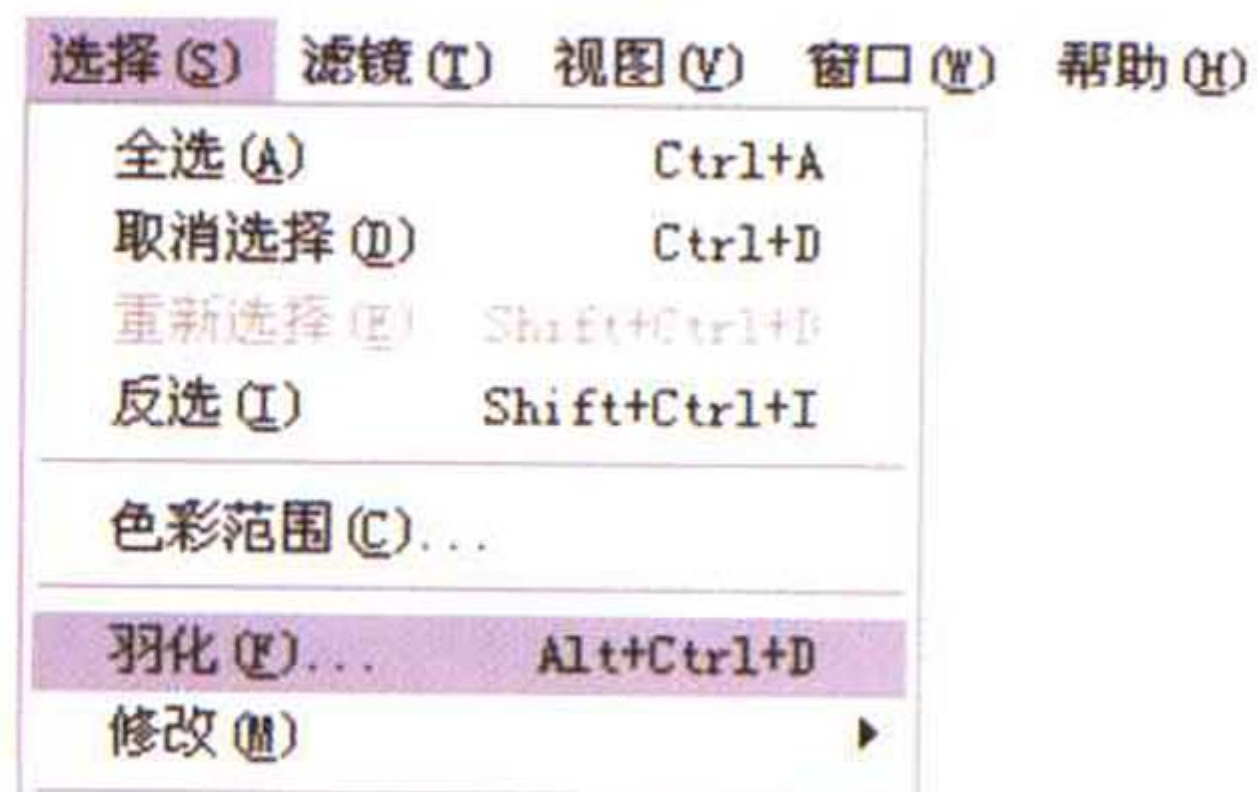 选择(S) 滤镜(T) 视图(V) 窗口(W) 帮助(H)
全选(A) Ctrl+A
取消选择(D) Ctrl+D
重新选择(E) Shift+Ctrl+D
反选(I) Shift+Ctrl+I
色彩范围(C)...
羽化(F)... Alt+Ctrl+D
修改(M)